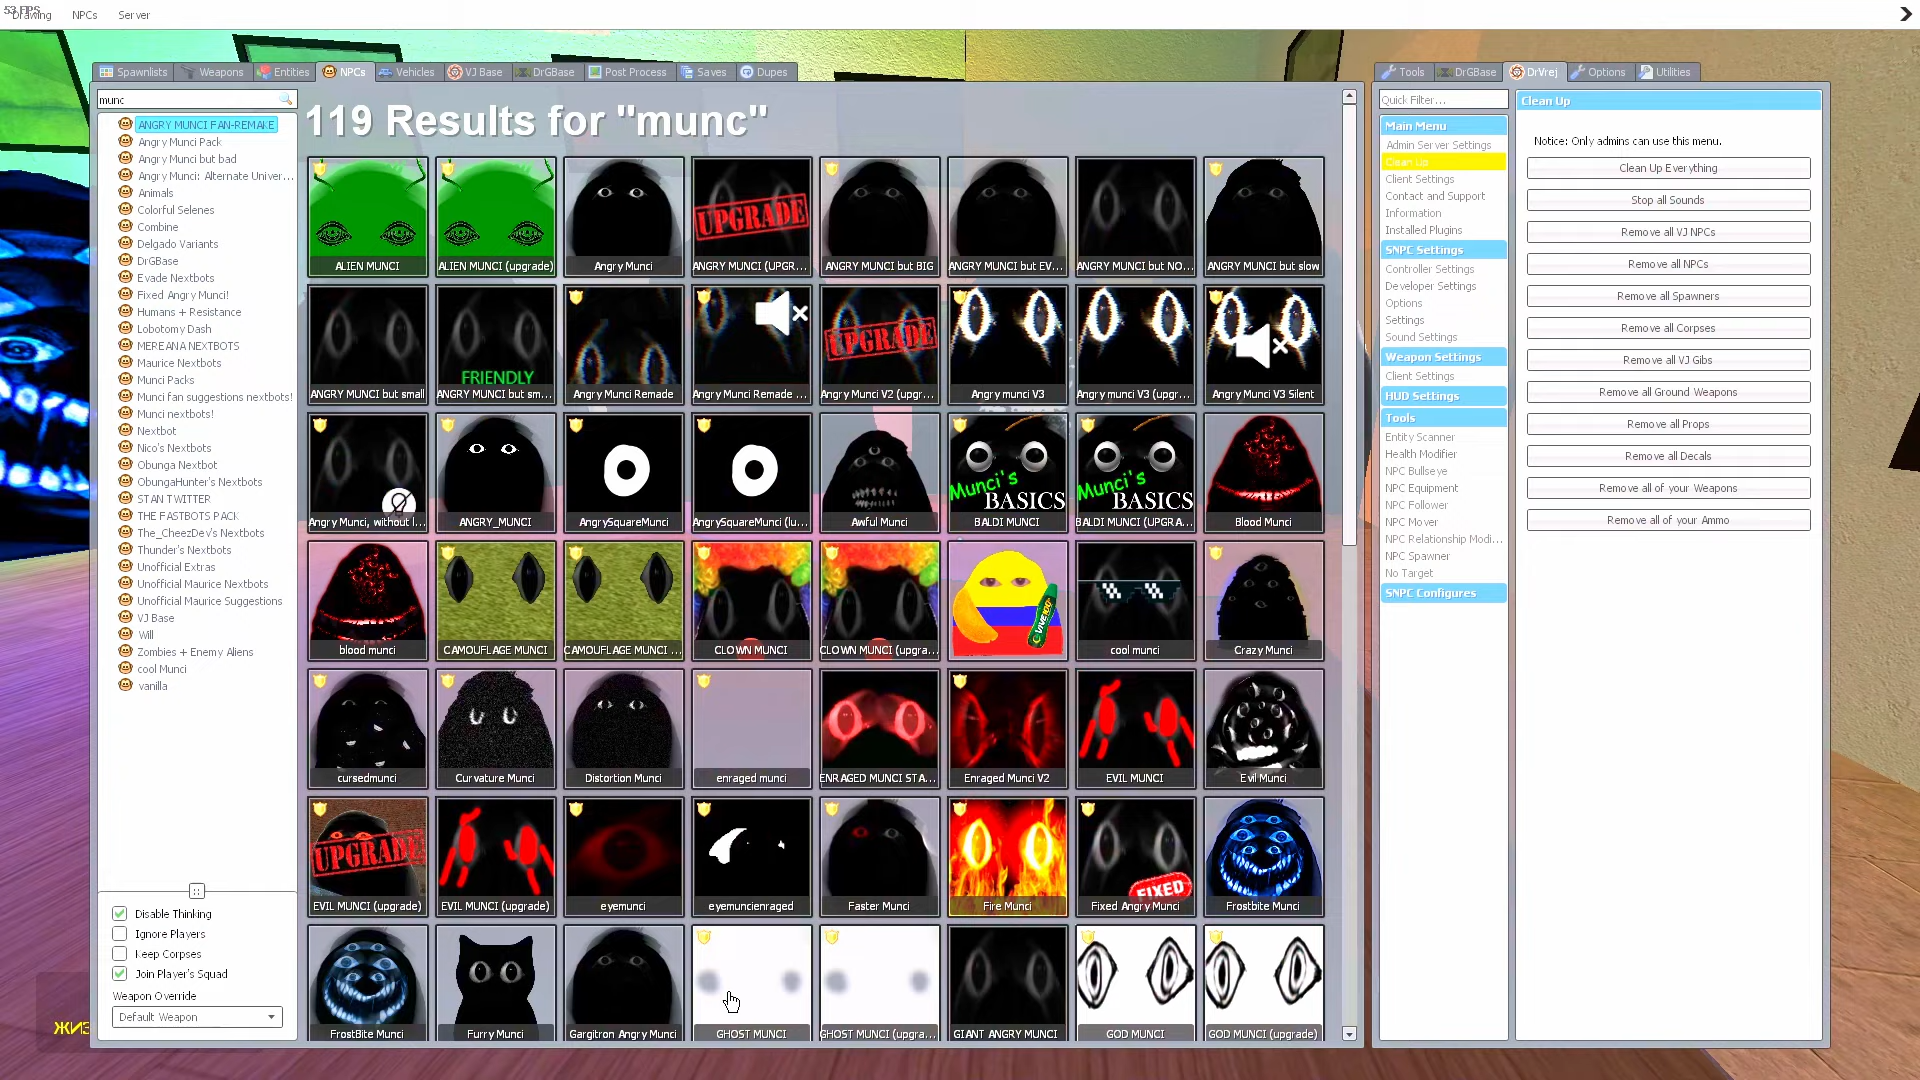 53 FPS
Drawing NPCs Server
Spawnlists Weapons Entities NPCs Vehicles VJ Base DrGBase Post Process Saves Dupes
Tools DrGBase DrVrej Options Utilities
munc
119 Results for "munc"
ANGRY MUNCI FAN-REMAKE
Angry Munci Pack
Angry Munci but bad
Angry Munci: Alternate Univer...
Animals
Colorful Selenes
Combine
Delgado Variants
DrGBase
Evade Nextbots
Fixed Angry Munci!
Humans + Resistance
Lobotomy Dash
MEREANA NEXTBOTS
Maurice Nextbots
Munci Packs
Munci fan suggestions nextbots!
Munci nextbots!
Nextbot
Nico's Nextbots
Obunga Nextbot
ObungaHunter's Nextbots
STAN TWITTER
THE FASTBOTS PACK
The_CheezDev's Nextbots
Thunder's Nextbots
Unofficial Extras
Unofficial Maurice Nextbots
Unofficial Maurice Suggestions
VJ Base
Will
Zombies + Enemy Aliens
cool Munci
vanilla
Disable Thinking
Ignore Players
Keep Corpses
Join Player's Squad
Weapon Override
Default Weapon
ЖИЗ
UPGRADE
ALIEN MUNCI ALIEN MUNCI (upgrade) Angry Munci ANGRY MUNCI (UPGR... ANGRY MUNCI but BIG ANGRY MUNCI but EV... ANGRY MUNCI but NO... ANGRY MUNCI but slow
FRIENDLY UPGRADE
ANGRY MUNCI but small ANGRY MUNCI but sm... Angry Munci Remade Angry Munci Remade ... Angry Munci V2 (upgr... Angry munci V3 Angry munci V3 (upgr... Angry Munci V3 Silent
Munci's BASICS Munci's BASICS
Angry Munci, without l... ANGRY_MUNCI AngrySquareMunci AngrySquareMunci (lu... Awful Munci BALDI MUNCI BALDI MUNCI (UPGRA... Blood Munci
blood munci CAMOUFLAGE MUNCI CAMOUFLAGE MUNCI ... CLOWN MUNCI CLOWN MUNCI (upgra... cool munci Crazy Munci
cursedmunci Curvature Munci Distortion Munci enraged munci ENRAGED MUNCI STA... Enraged Munci V2 EVIL MUNCI Evil Munci
UPGRADE FIXED
EVIL MUNCI (upgrade) EVIL MUNCI (upgrade) eyemunci eyemuncienraged Faster Munci Fire Munci Fixed Angry Munci Frostbite Munci
FrostBite Munci Furry Munci Gargitron Angry Munci GHOST MUNCI GHOST MUNCI (upgra... GIANT ANGRY MUNCI GOD MUNCI GOD MUNCI (upgrade)
Quick Filter...
Main Menu
Admin Server Settings
Clean Up
Client Settings
Contact and Support
Information
Installed Plugins
SNPC Settings
Controller Settings
Developer Settings
Options
Settings
Sound Settings
Weapon Settings
Client Settings
HUD Settings
Tools
Entity Scanner
Health Modifier
NPC Bullseye
NPC Equipment
NPC Follower
NPC Mover
NPC Relationship Modi...
NPC Spawner
No Target
SNPC Configures
Clean Up
Notice: Only admins can use this menu.
Clean Up Everything
Stop all Sounds
Remove all VJ NPCs
Remove all NPCs
Remove all Spawners
Remove all Corpses
Remove all VJ Gibs
Remove all Ground Weapons
Remove all Props
Remove all Decals
Remove all of your Weapons
Remove all of your Ammo